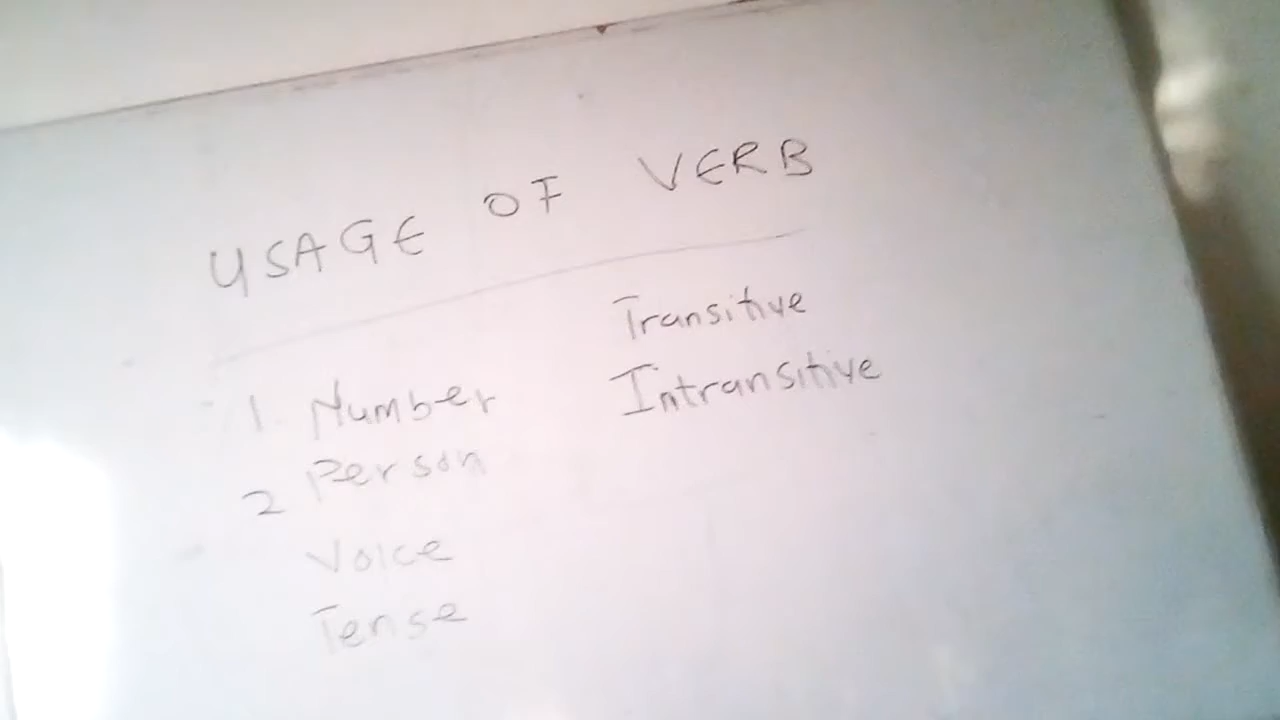 USAGE OF VERB
1. Number
2 Person
Voice
Tense
Transitive
Intransitive